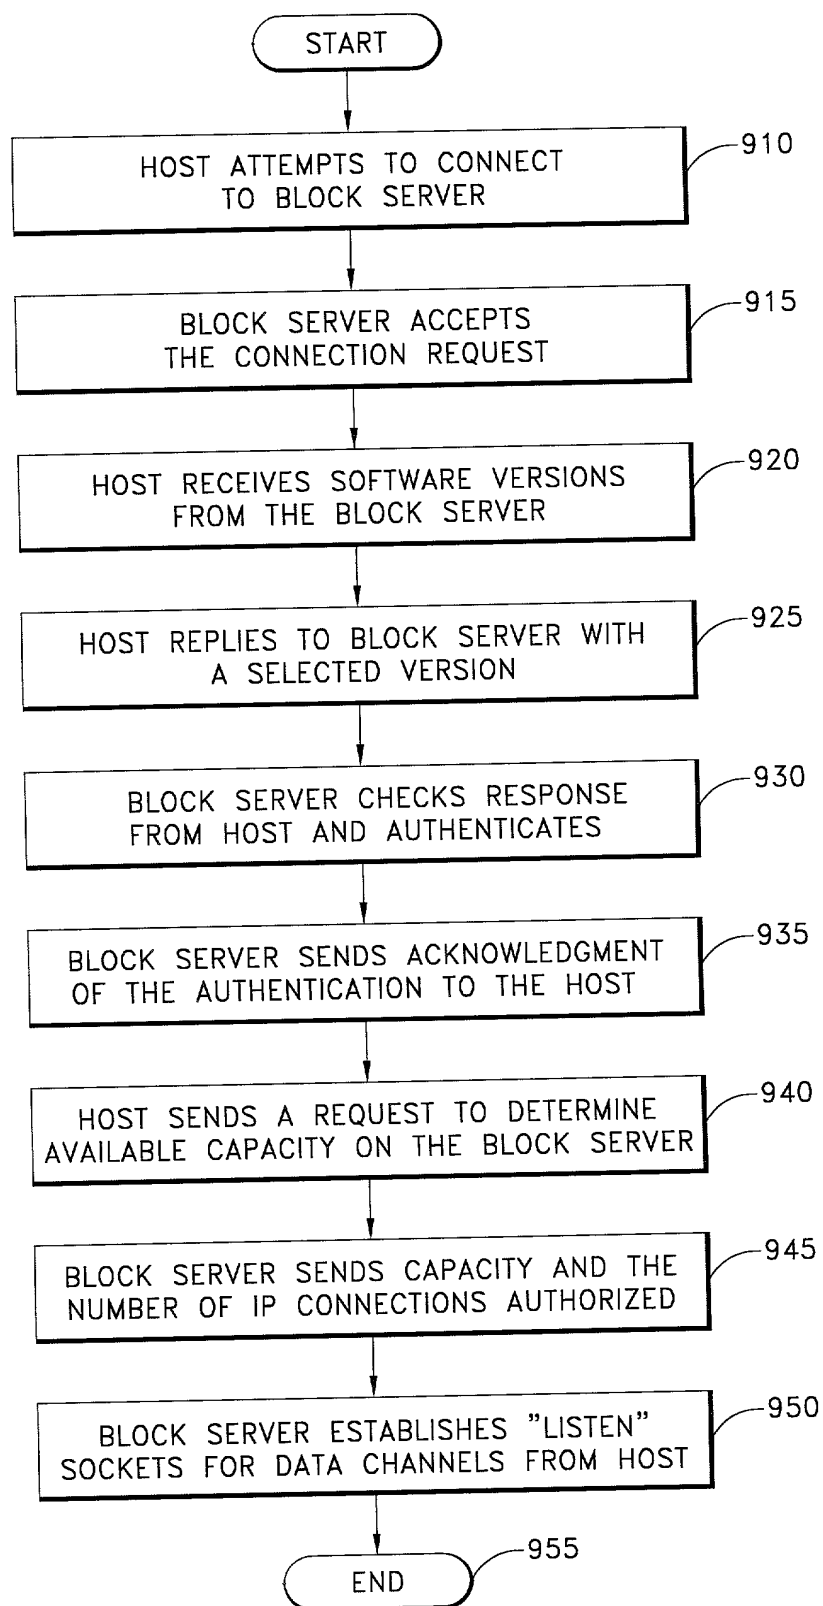 START
HOST ATTEMPTS TO CONNECT
TO BLOCK SERVER
910
BLOCK SERVER ACCEPTS
THE CONNECTION REQUEST
915
HOST RECEIVES SOFTWARE VERSIONS
FROM THE BLOCK SERVER
920
HOST REPLIES TO BLOCK SERVER WITH
A SELECTED VERSION
925
BLOCK SERVER CHECKS RESPONSE
FROM HOST AND AUTHENTICATES
930
BLOCK SERVER SENDS ACKNOWLEDGMENT
OF THE AUTHENTICATION TO THE HOST
935
HOST SENDS A REQUEST TO DETERMINE
AVAILABLE CAPACITY ON THE BLOCK SERVER
940
BLOCK SERVER SENDS CAPACITY AND THE
NUMBER OF IP CONNECTIONS AUTHORIZED
945
BLOCK SERVER ESTABLISHES "LISTEN"
SOCKETS FOR DATA CHANNELS FROM HOST
950
END
955